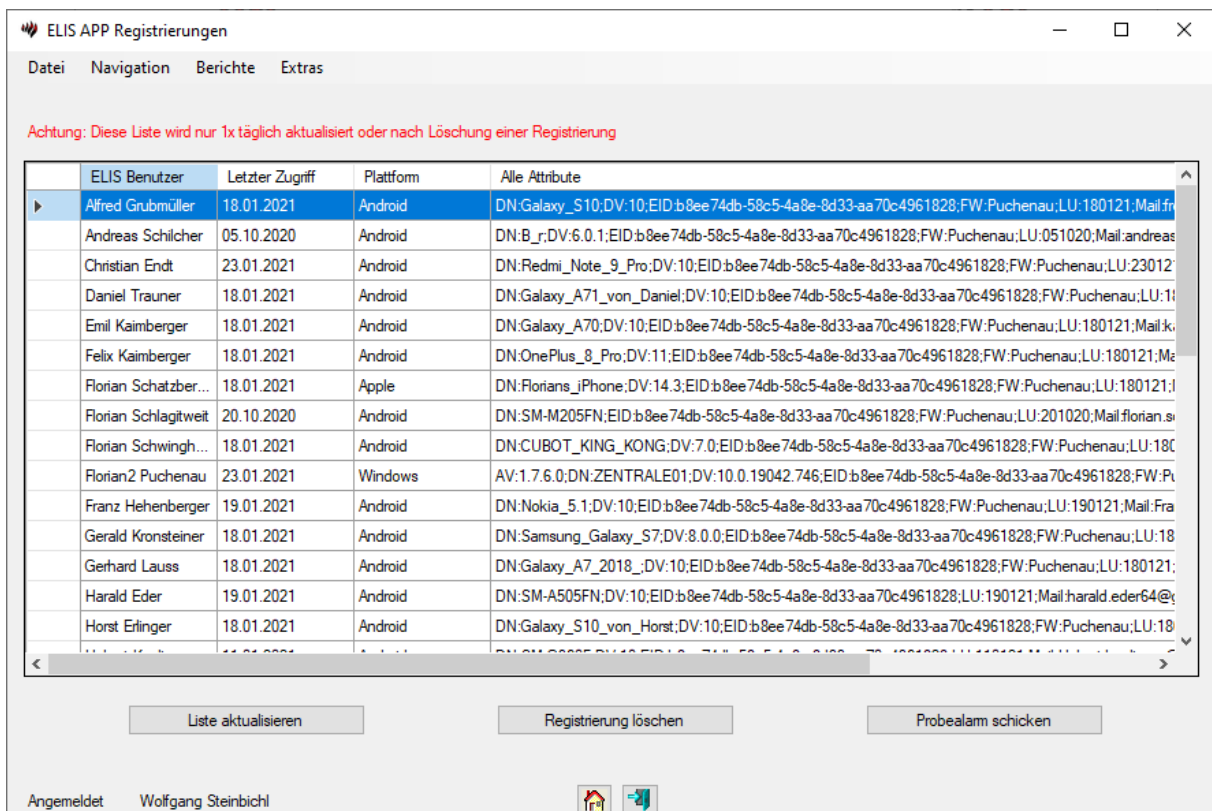 ELIS APP Registrierungen
Datei Navigation Berichte Extras
Achtung: Diese Liste wird nur 1x täglich aktualisiert oder nach Löschung einer Registrierung
ELIS Benutzer Letzter Zugriff Plattform Alle Attribute
Alfred Grubmüller 18.01.2021 Android DN:Galaxy_S10;DV:10;EID:b8ee74db-58c5-4a8e-8d33-aa70c4961828;FW:Puchenau;LU:180121;Mail:fr
Andreas Schilcher 05.10.2020 Android DN:B_r;DV:6.0.1;EID:b8ee74db-58c5-4a8e-8d33-aa70c4961828;FW:Puchenau;LU:051020;Mail:andreas
Christian Endt 23.01.2021 Android DN:Redmi_Note_9_Pro;DV:10;EID:b8ee74db-58c5-4a8e-8d33-aa70c4961828;FW:Puchenau;LU:23012
Daniel Trauner 18.01.2021 Android DN:Galaxy_A71_von_Daniel;DV:10;EID:b8ee74db-58c5-4a8e-8d33-aa70c4961828;FW:Puchenau;LU:1
Emil Kaimberger 18.01.2021 Android DN:Galaxy_A70;DV:10;EID:b8ee74db-58c5-4a8e-8d33-aa70c4961828;FW:Puchenau;LU:180121;Mail:k
Felix Kaimberger 18.01.2021 Android DN:OnePlus_8_Pro;DV:11;EID:b8ee74db-58c5-4a8e-8d33-aa70c4961828;FW:Puchenau;LU:180121;Ma
Florian Schatzber... 18.01.2021 Apple DN:Florians_iPhone;DV:14.3;EID:b8ee74db-58c5-4a8e-8d33-aa70c4961828;FW:Puchenau;LU:180121;
Florian Schlagitweit 20.10.2020 Android DN:SM-M205FN;EID:b8ee74db-58c5-4a8e-8d33-aa70c4961828;FW:Puchenau;LU:201020;Mail:florian.s
Florian Schwingh... 18.01.2021 Android DN:CUBOT_KING_KONG;DV:7.0;EID:b8ee74db-58c5-4a8e-8d33-aa70c4961828;FW:Puchenau;LU:180
Florian2 Puchenau 23.01.2021 Windows AV:1.7.6.0;DN:ZENTRALE01;DV:10.0.19042.746;EID:b8ee74db-58c5-4a8e-8d33-aa70c4961828;FW:Pu
Franz Hehenberger 19.01.2021 Android DN:Nokia_5.1;DV:10;EID:b8ee74db-58c5-4a8e-8d33-aa70c4961828;FW:Puchenau;LU:190121;Mail:Fra
Gerald Kronsteiner 18.01.2021 Android DN:Samsung_Galaxy_S7;DV:8.0.0;EID:b8ee74db-58c5-4a8e-8d33-aa70c4961828;FW:Puchenau;LU:18
Gerhard Lauss 18.01.2021 Android DN:Galaxy_A7_2018_;DV:10;EID:b8ee74db-58c5-4a8e-8d33-aa70c4961828;FW:Puchenau;LU:180121;
Harald Eder 19.01.2021 Android DN:SM-A505FN;DV:10;EID:b8ee74db-58c5-4a8e-8d33-aa70c4961828;LU:190121;Mail:harald.eder64@g
Horst Erlinger 18.01.2021 Android DN:Galaxy_S10_von_Horst;DV:10;EID:b8ee74db-58c5-4a8e-8d33-aa70c4961828;FW:Puchenau;LU:18
Liste aktualisieren Registrierung löschen Probealarm schicken
Angemeldet Wolfgang Steinbichl